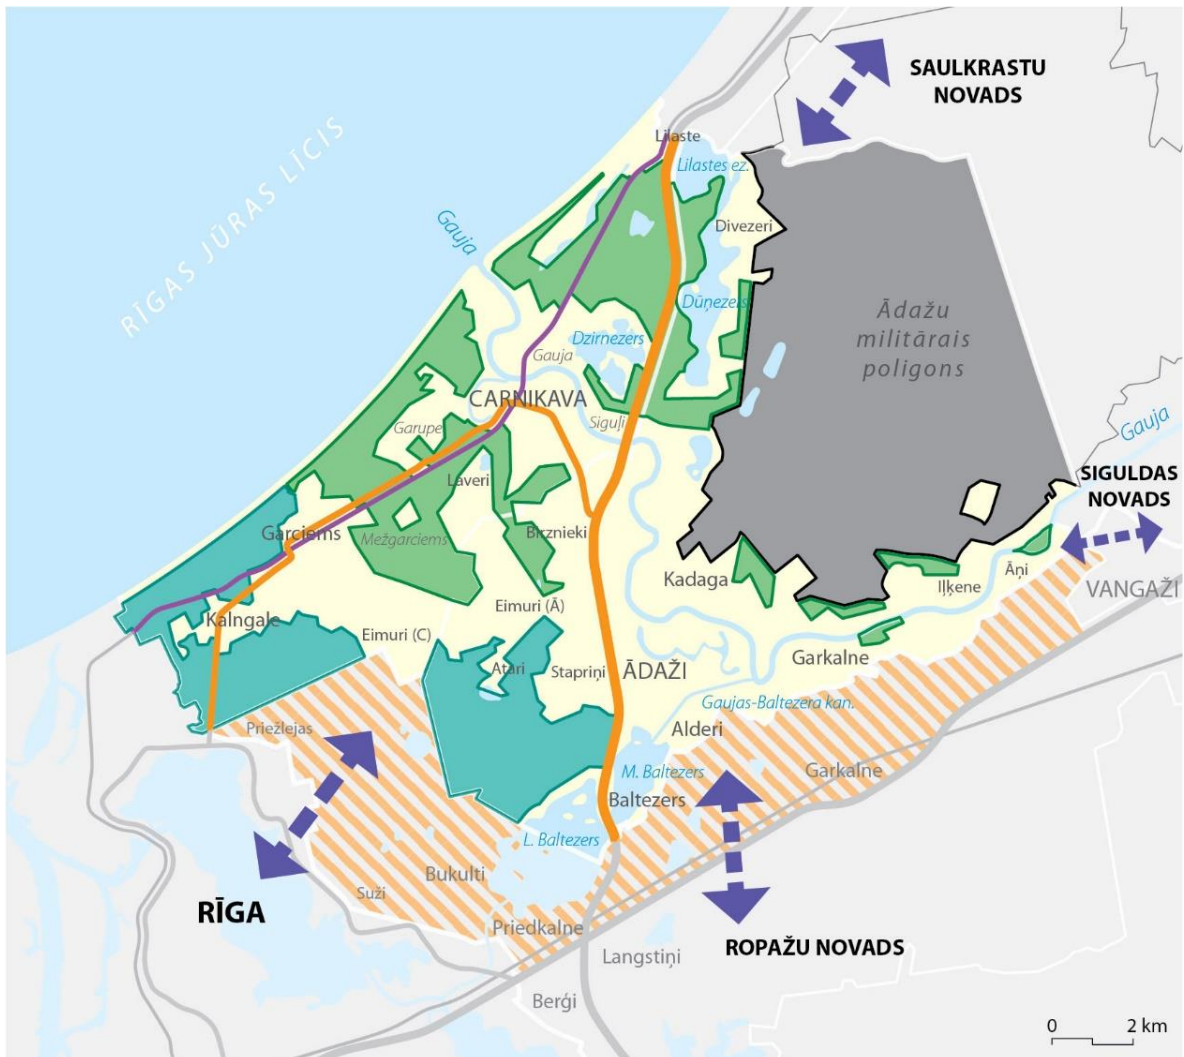 SAULKRASTU
NOVADS
Lilaste
Lilastes ez.
RĪGAS JŪRAS LĪCIS
Gauja
Divezeri
Dūņezers
Ādažu
militārais
poligons
Dzirnezers
Gauja
CARNIKAVA
Siguļi
Garupe
Gauja
Laveri
SIGULDAS
NOVADS
Garciems
Mežgarciems
Birznieki
Kadaga
Āņi
Iļķene
VANGAŽI
Eimuri (Ā)
Kalngale
Eimuri (C)
Garkalne
Atari
Stapriņi
ĀDAŽI
Gaujas-Baltezera kan.
Priežlejas
Alderi
M. Baltezers
Garkalne
Baltezers
L. Baltezers
Bukulti
Suži
RĪGA
Priedkalne
ROPAŽU NOVADS
Langstiņi
Berģi
0 2 km